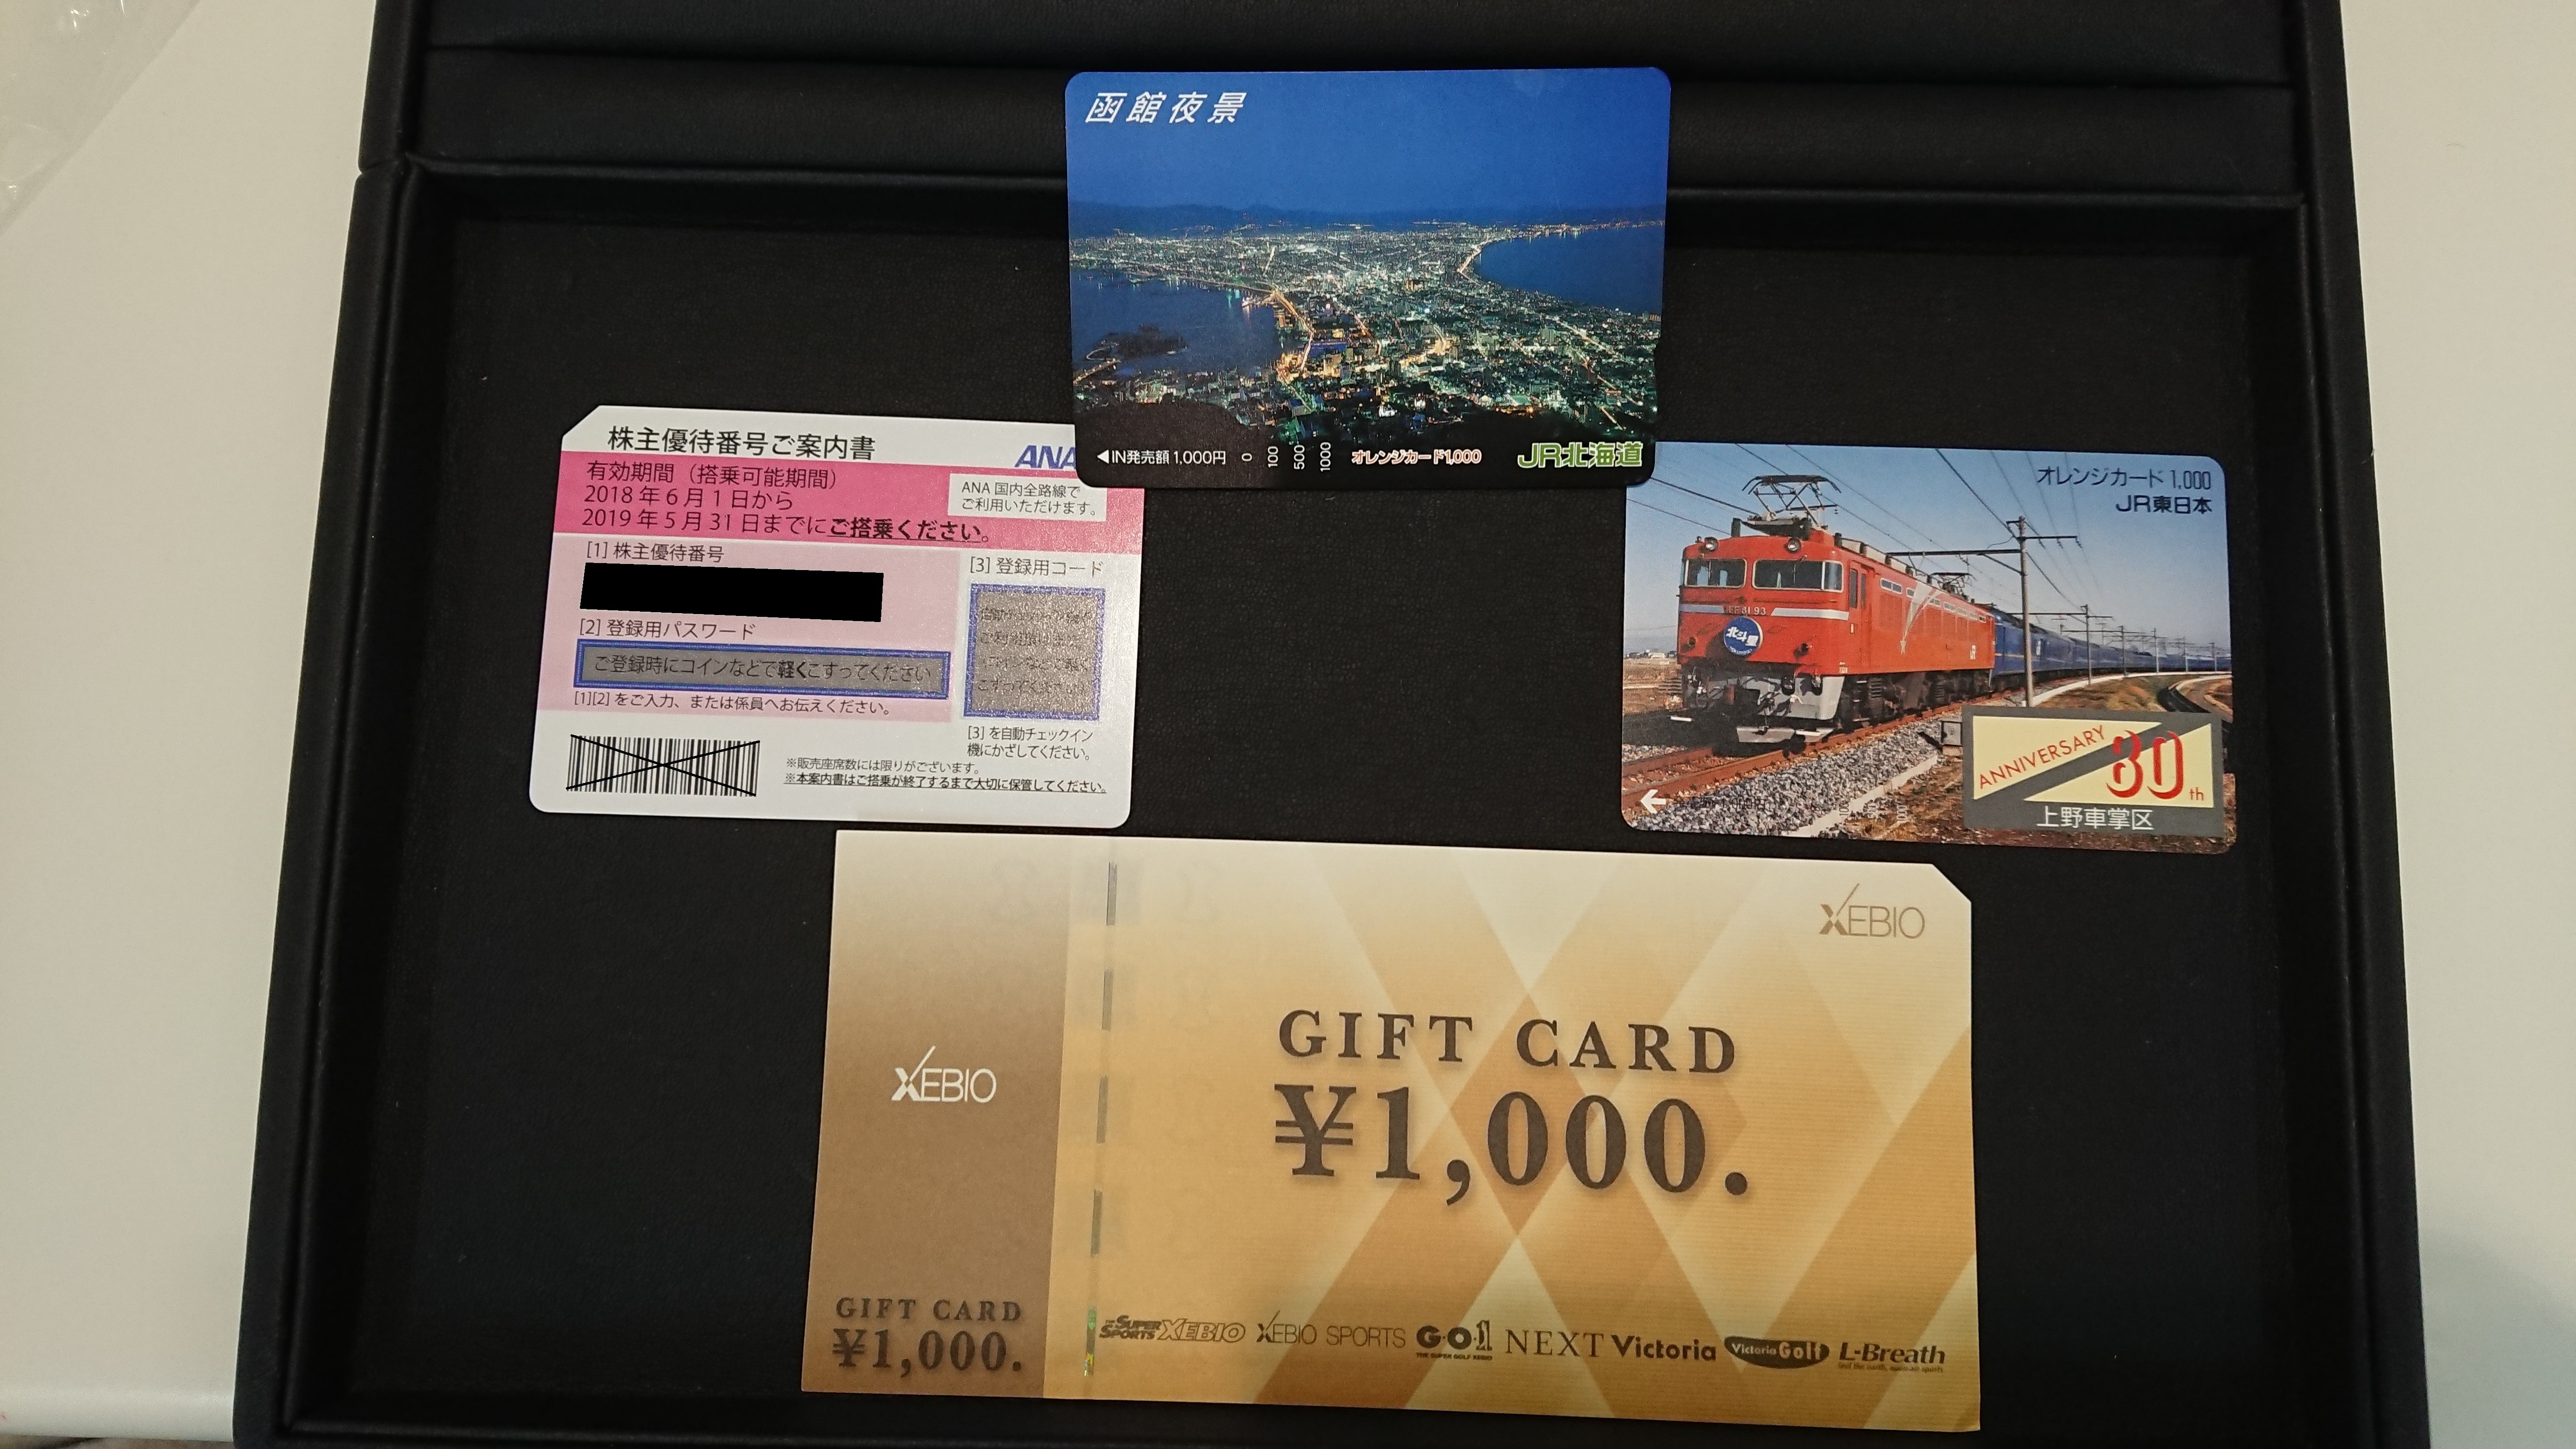 函館夜景
◀IN発売額 1,000円 0 100 500 1000 オレンジカード1,000 JR北海道
株主優待番号ご案内書
ANA
有効期間（搭乗可能期間）
2018年6月1日から
2019年5月31日までにご搭乗ください。
ANA国内全路線で
ご利用いただけます。
[1] 株主優待番号
[2] 登録用パスワード
ご登録時にコインなどで軽くこすってください
[1][2] をご入力、または係員へお伝えください。
[3] 登録用コード
[3] を自動チェックイン
機にかざしてください。
※販売座席数には限りがございます。
※本案内書はご搭乗が終了するまで大切に保管してください。
オレンジカード 1,000
JR東日本
EF81 93
北斗星
ANNIVERSARY 30th
上野車掌区
XEBIO
GIFT CARD
¥1,000.
XEBIO
GIFT CARD
¥1,000.
SUPER SPORTS XEBIO XEBIO SPORTS GO1 NEXT Victoria Victoria Golf L-Breath